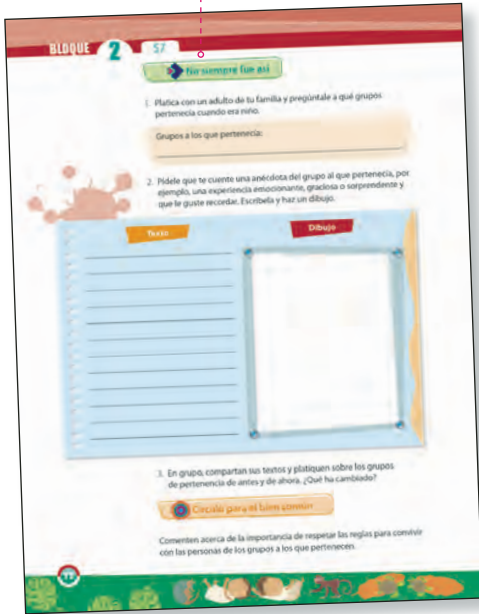 BLOQUE 2 S7
No siempre fue así
1. Platica con un adulto de tu familia y pregúntale a qué grupos
pertenecía cuando era niño.
Grupos a los que pertenecía:
2. Pídele que te cuente una anécdota del grupo al que pertenecía, por
ejemplo, una experiencia emocionante, graciosa o sorprendente y
que le guste recordar. Escríbela y haz un dibujo.
Texto
Dibujo
3. En grupo, compartan sus textos y platiquen sobre los grupos
de pertenencia de antes y de ahora. ¿Qué ha cambiado?
Círculo para el bien común
Comenten acerca de la importancia de respetar las reglas para convivir
con las personas de los grupos a los que pertenecen.